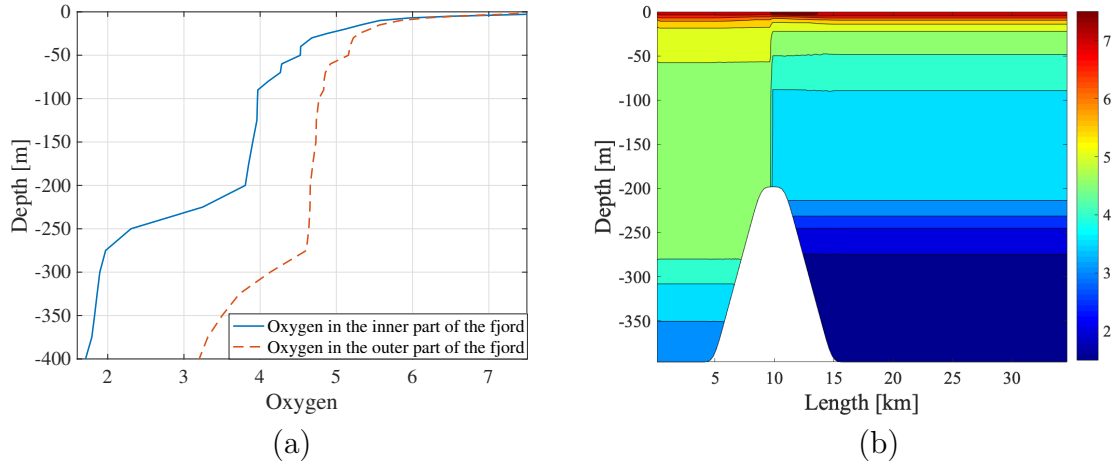 0
-50
-100
-150
-200
-250
-300
-350
-400
Depth [m]
2 3 4 5 6 7
Oxygen
Oxygen in the inner part of the fjord
Oxygen in the outer part of the fjord
(a)
0
-50
-100
-150
-200
-250
-300
-350
Depth [m]
5 10 15 20 25 30
Length [km]
7
6
5
4
3
2
(b)